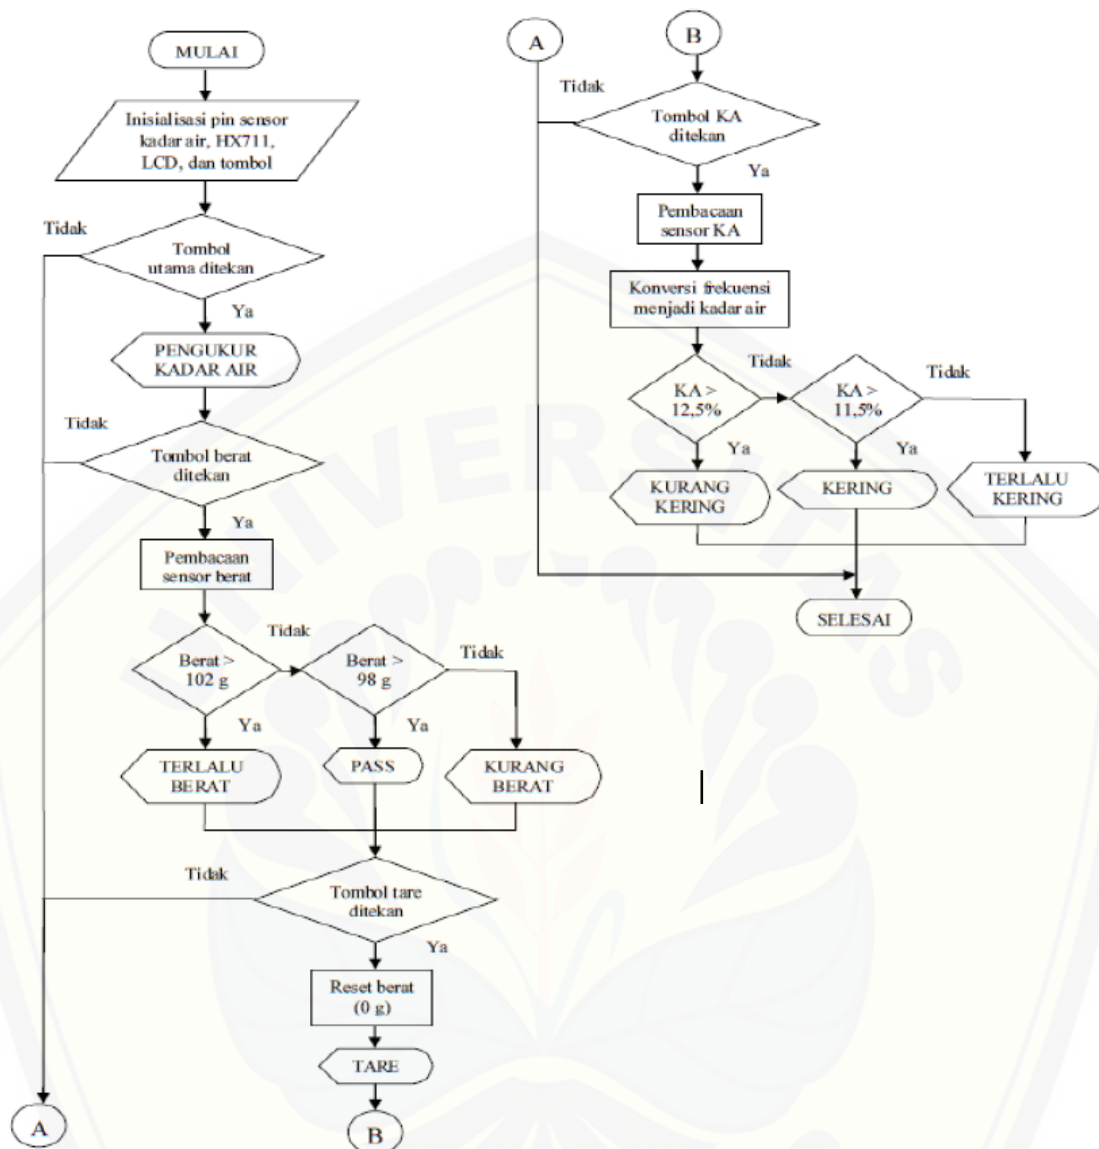 MULAI
Inisialisasi pin sensor
kadar air, HX711,
LCD, dan tombol
Tidak
Tombol
utama ditekan
Ya
PENGUKUR
KADAR AIR
Tidak
Tombol berat
ditekan
Ya
Pembacaan
sensor berat
Berat >
102 g
Tidak
Berat >
98 g
Tidak
Ya
Ya
TERLALU
BERAT
PASS
KURANG
BERAT
Tidak
Tombol tare
ditekan
Ya
Reset berat
(0 g)
TARE
A
B
A
B
Tidak
Tombol KA
ditekan
Ya
Pembacaan
sensor KA
Konversi frekuensi
menjadi kadar air
KA >
12,5%
Tidak
KA >
11,5%
Tidak
Ya
Ya
KURANG
KERING
KERING
TERLALU
KERING
SELESAI
UNIVERSITAS